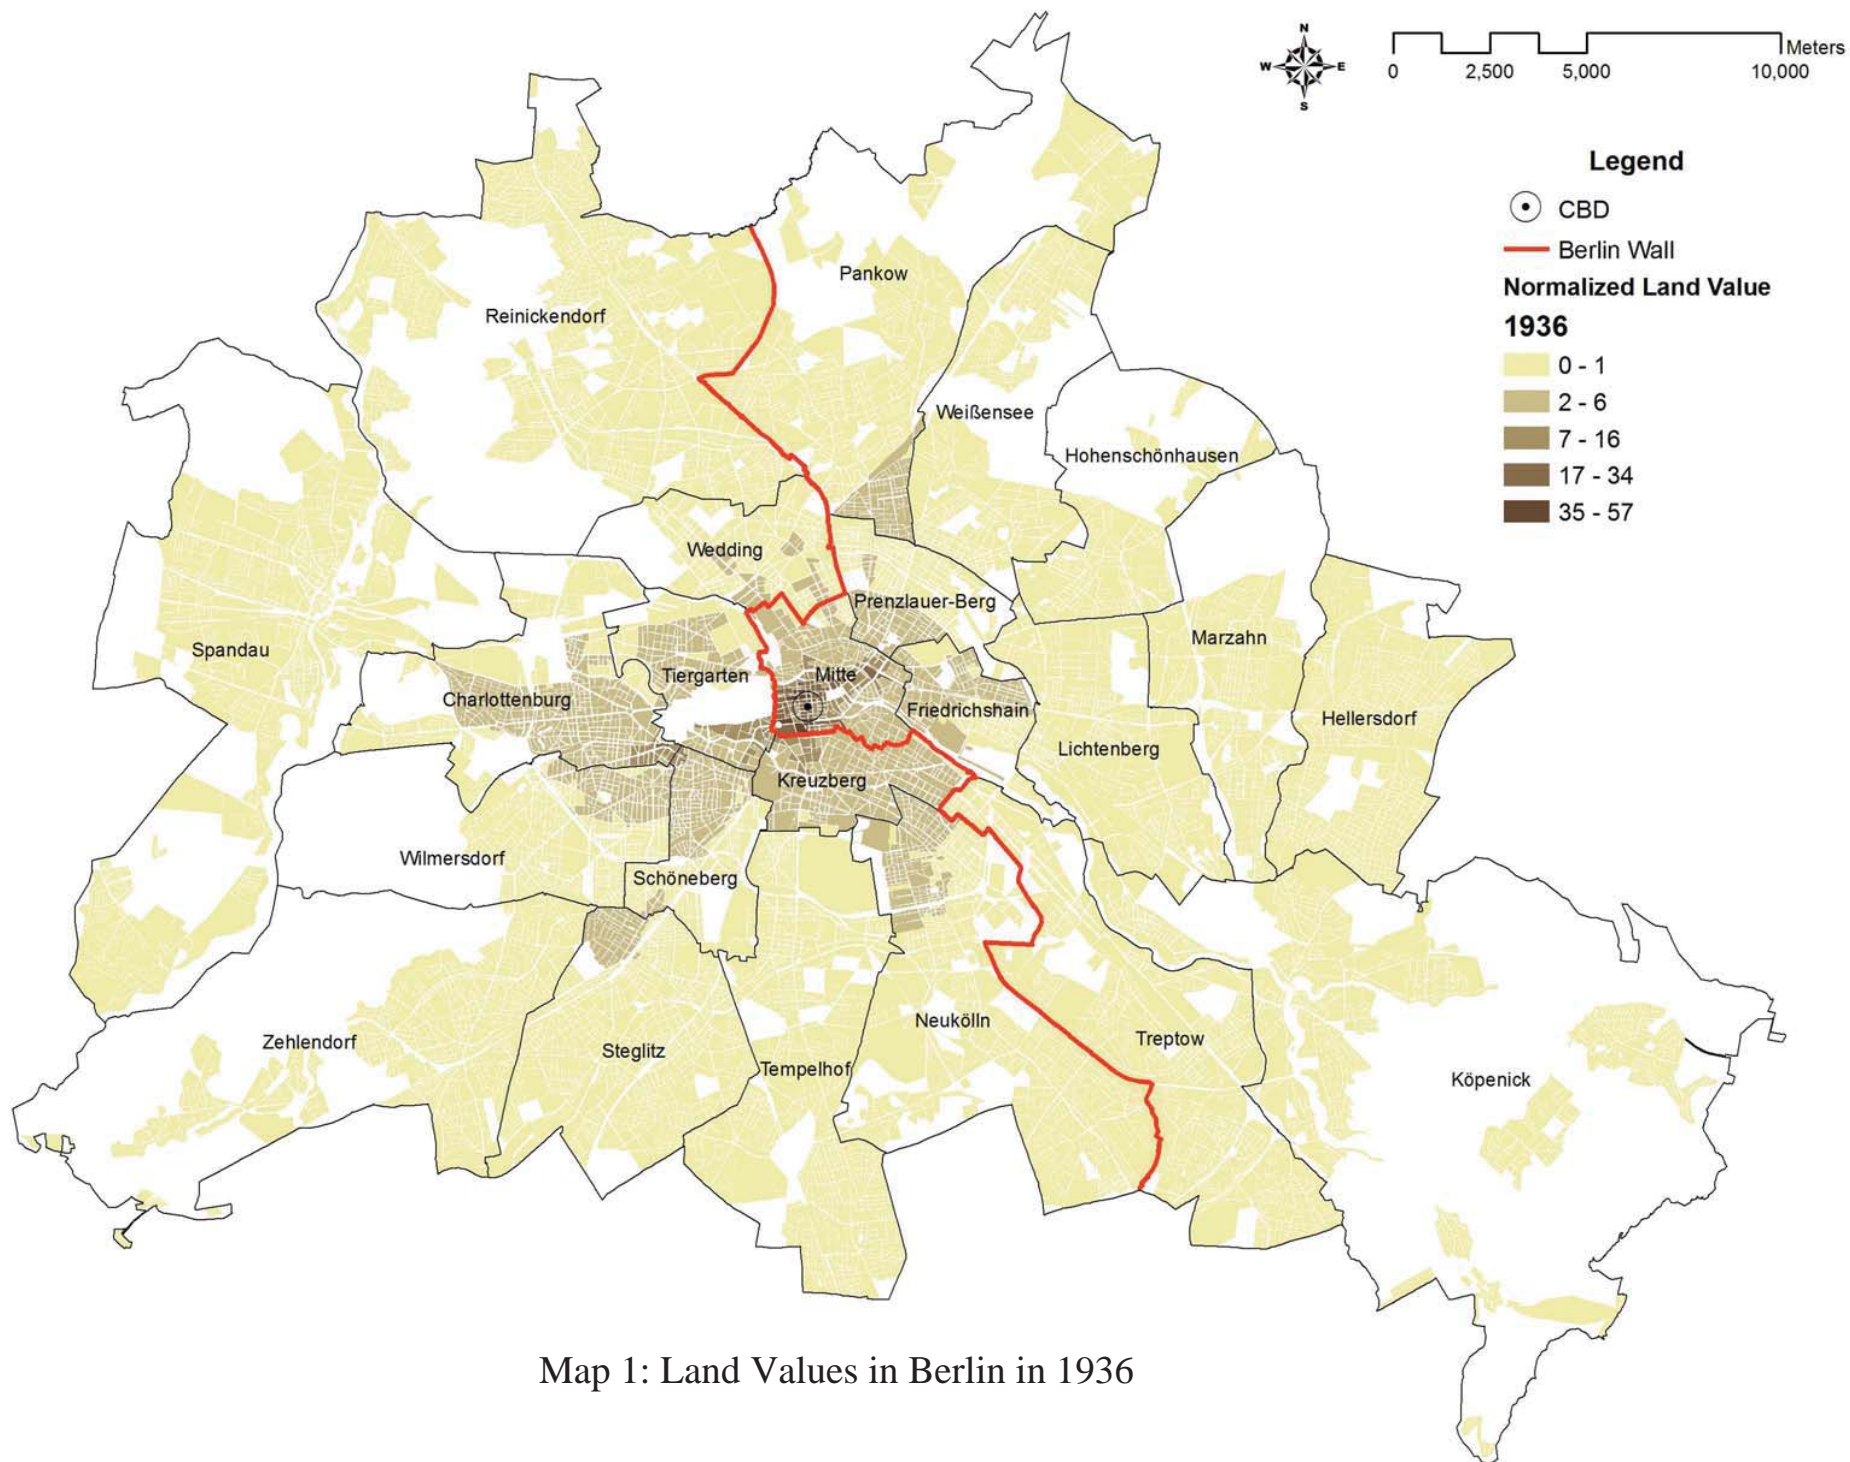 N
W E
S
Meters
0 2,500 5,000 10,000
Legend
CBD
Berlin Wall
Normalized Land Value
1936
0 - 1
2 - 6
7 - 16
17 - 34
35 - 57
Pankow
Reinickendorf
Weißensee
Hohenschönhausen
Wedding
Prenzlauer-Berg
Marzahn
Spandau
Tiergarten
Mitte
Charlottenburg
Friedrichshain
Hellersdorf
Lichtenberg
Kreuzberg
Wilmersdorf
Schöneberg
Neukölln
Treptow
Zehlendorf
Steglitz
Tempelhof
Köpenick
Map 1: Land Values in Berlin in 1936